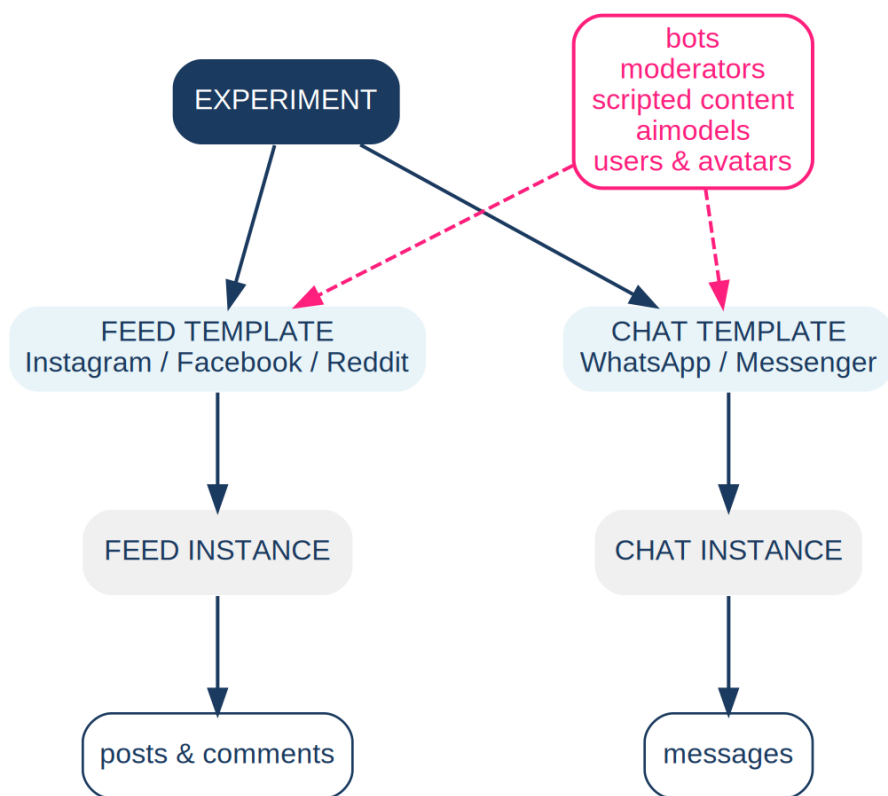 EXPERIMENT
bots
moderators
scripted content
aimodels
users & avatars
FEED TEMPLATE
Instagram / Facebook / Reddit
CHAT TEMPLATE
WhatsApp / Messenger
FEED INSTANCE
CHAT INSTANCE
posts & comments
messages